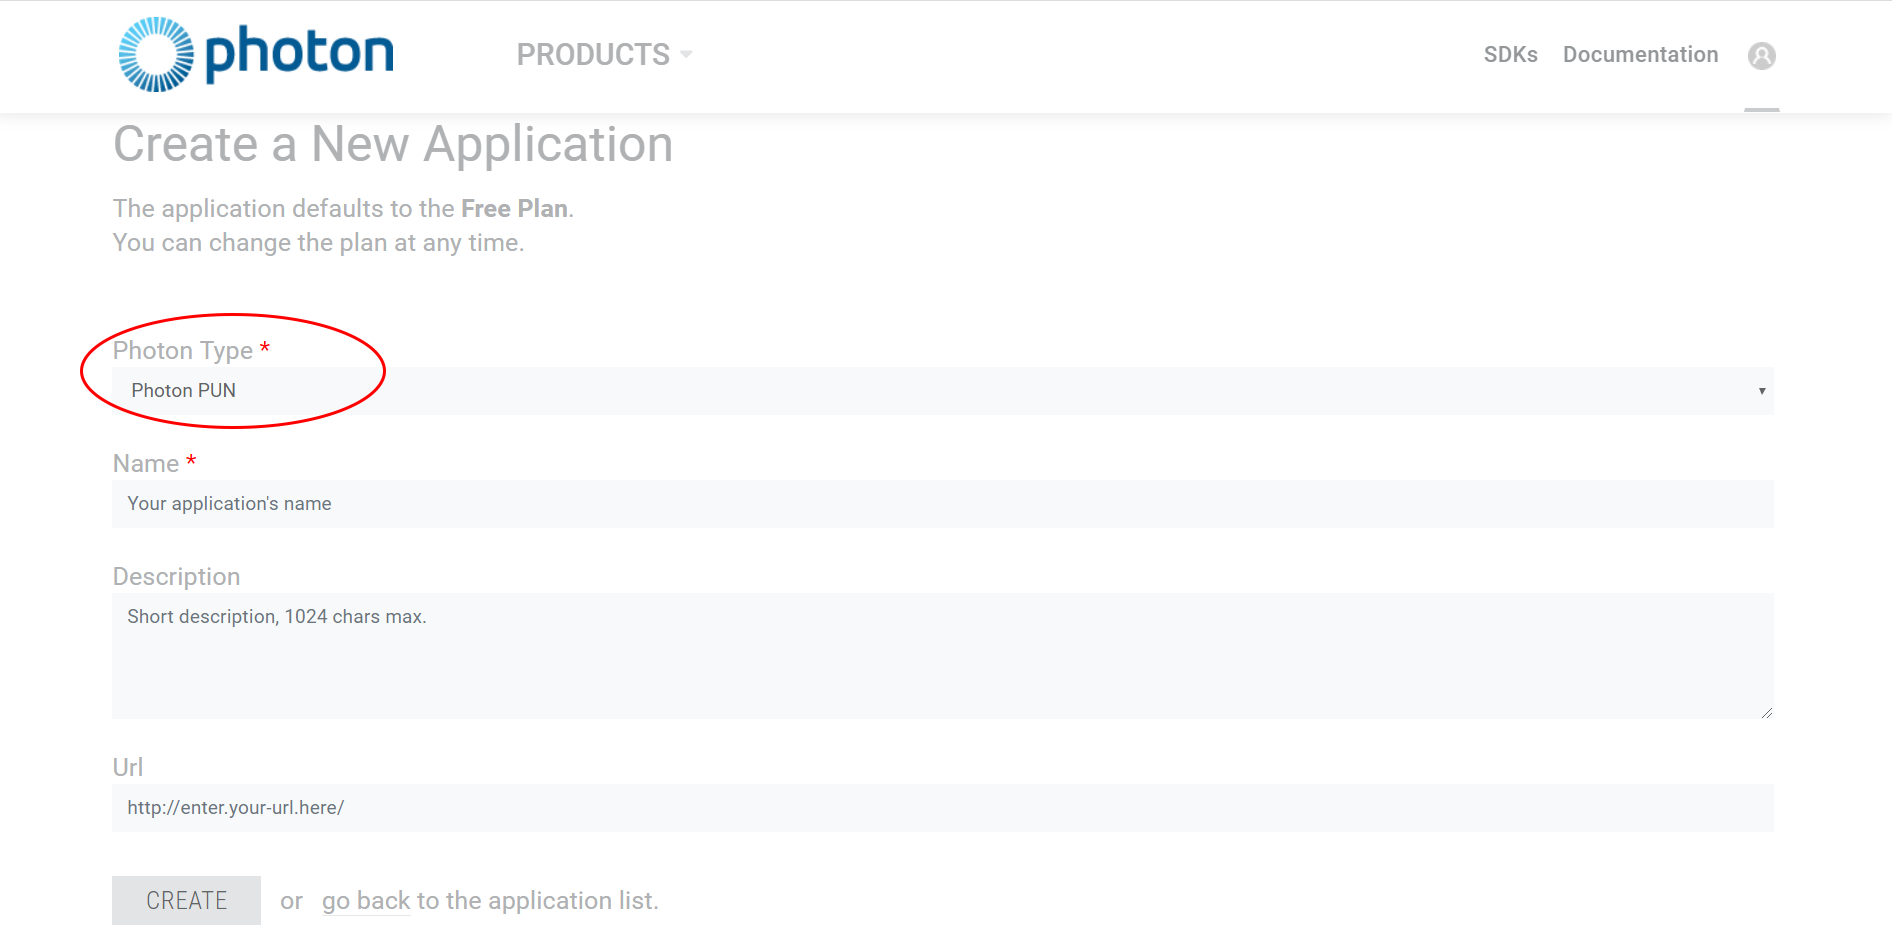 photon
PRODUCTS
SDKs
Documentation
Create a New Application
The application defaults to the Free Plan.
You can change the plan at any time.
Photon Type *
Photon PUN
Name *
Your application's name
Description
Short description, 1024 chars max.
Url
http://enter.your-url.here/
CREATE or go back to the application list.